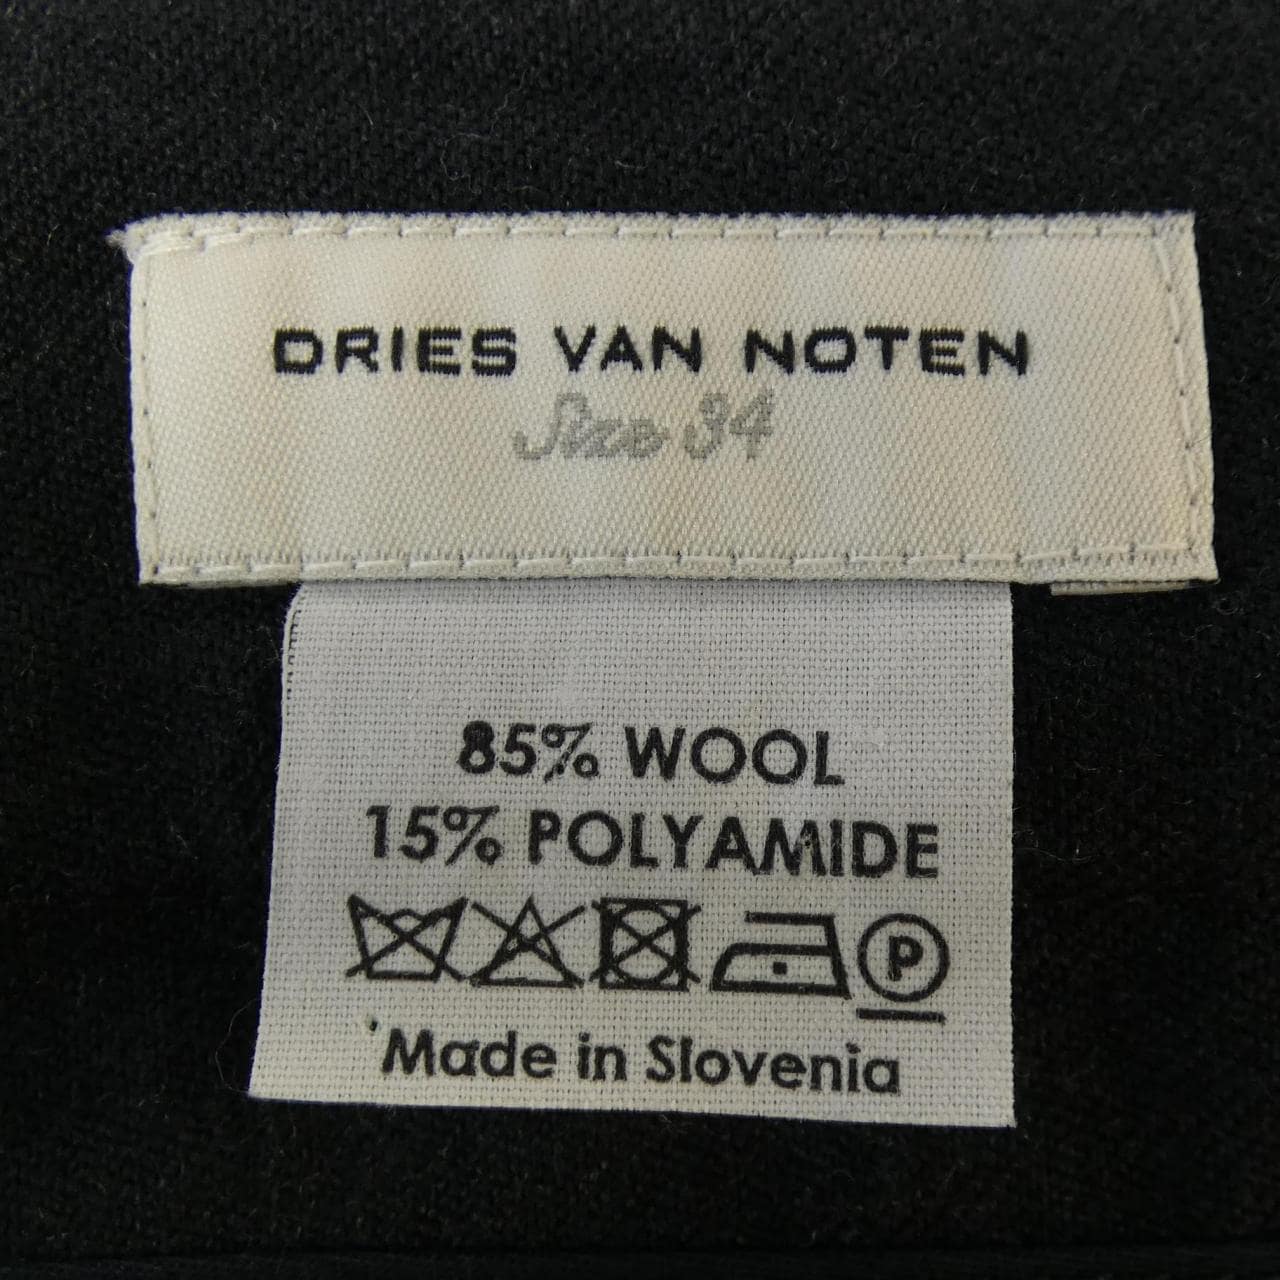 DRIES VAN NOTEN
Size 34
85% WOOL
15% POLYAMIDE
P
Made in Slovenia